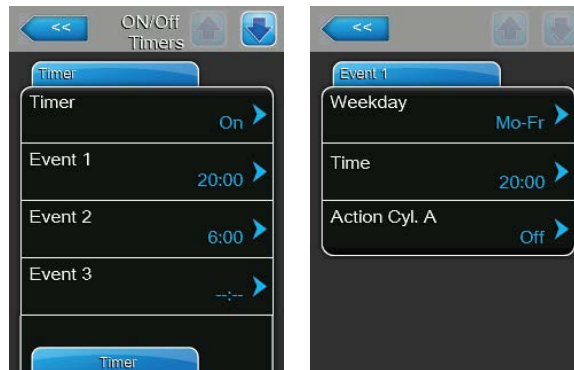 <<
ON/Off
Timers
Timer
Timer
On
Event 1
20:00
Event 2
6:00
Event 3
--:--
Timer
<<
Event 1
Weekday
Mo-Fr
Time
20:00
Action Cyl. A
Off